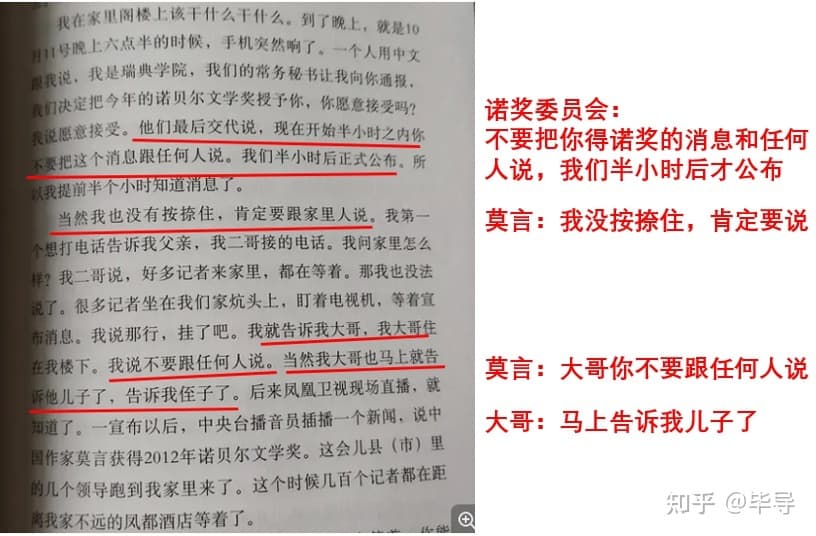 我在家里阁楼上该干什么干什么。到了晚上，就是10
月11号晚上六点半的时候，手机突然响了。一个人用中文
跟我说，我是瑞典学院，我们的常务秘书让我向你通报，
我们决定把今年的诺贝尔文学奖授予你，你愿意接受吗？
我说愿意接受。他们最后交代说，现在开始半小时之内你
不要把这个消息跟任何人说。我们半小时后正式公布。所
以我提前半个小时知道消息了。
当然我也没有按捺住，肯定要跟家里人说。我第一
个想打电话告诉我父亲，我二哥接的电话。我问家里怎么
样？我二哥说，好多记者来家里，都在等着。那我也没法
说了。很多记者坐在我们家炕头上，盯着电视机，等着宣
布消息。我说那行，挂了吧。我就告诉我大哥，我大哥住
在我楼下。我说不要跟任何人说。当然我大哥也马上就告
诉他儿子了，告诉我侄子了。后来凤凰卫视现场直播，就
知道了。一宣布以后，中央台播音员插播一个新闻，说中
国作家莫言获得2012年诺贝尔文学奖。这会儿县（市）里
的几个领导跑到我家里来了。这个时候几百个记者都在距
离我家不远的凤都酒店等着了。
诺奖委员会：
不要把你得诺奖的消息和任何
人说，我们半小时后才公布
莫言：我没按捺住，肯定要说
莫言：大哥你不要跟任何人说
大哥：马上告诉我儿子了
知乎 @毕导